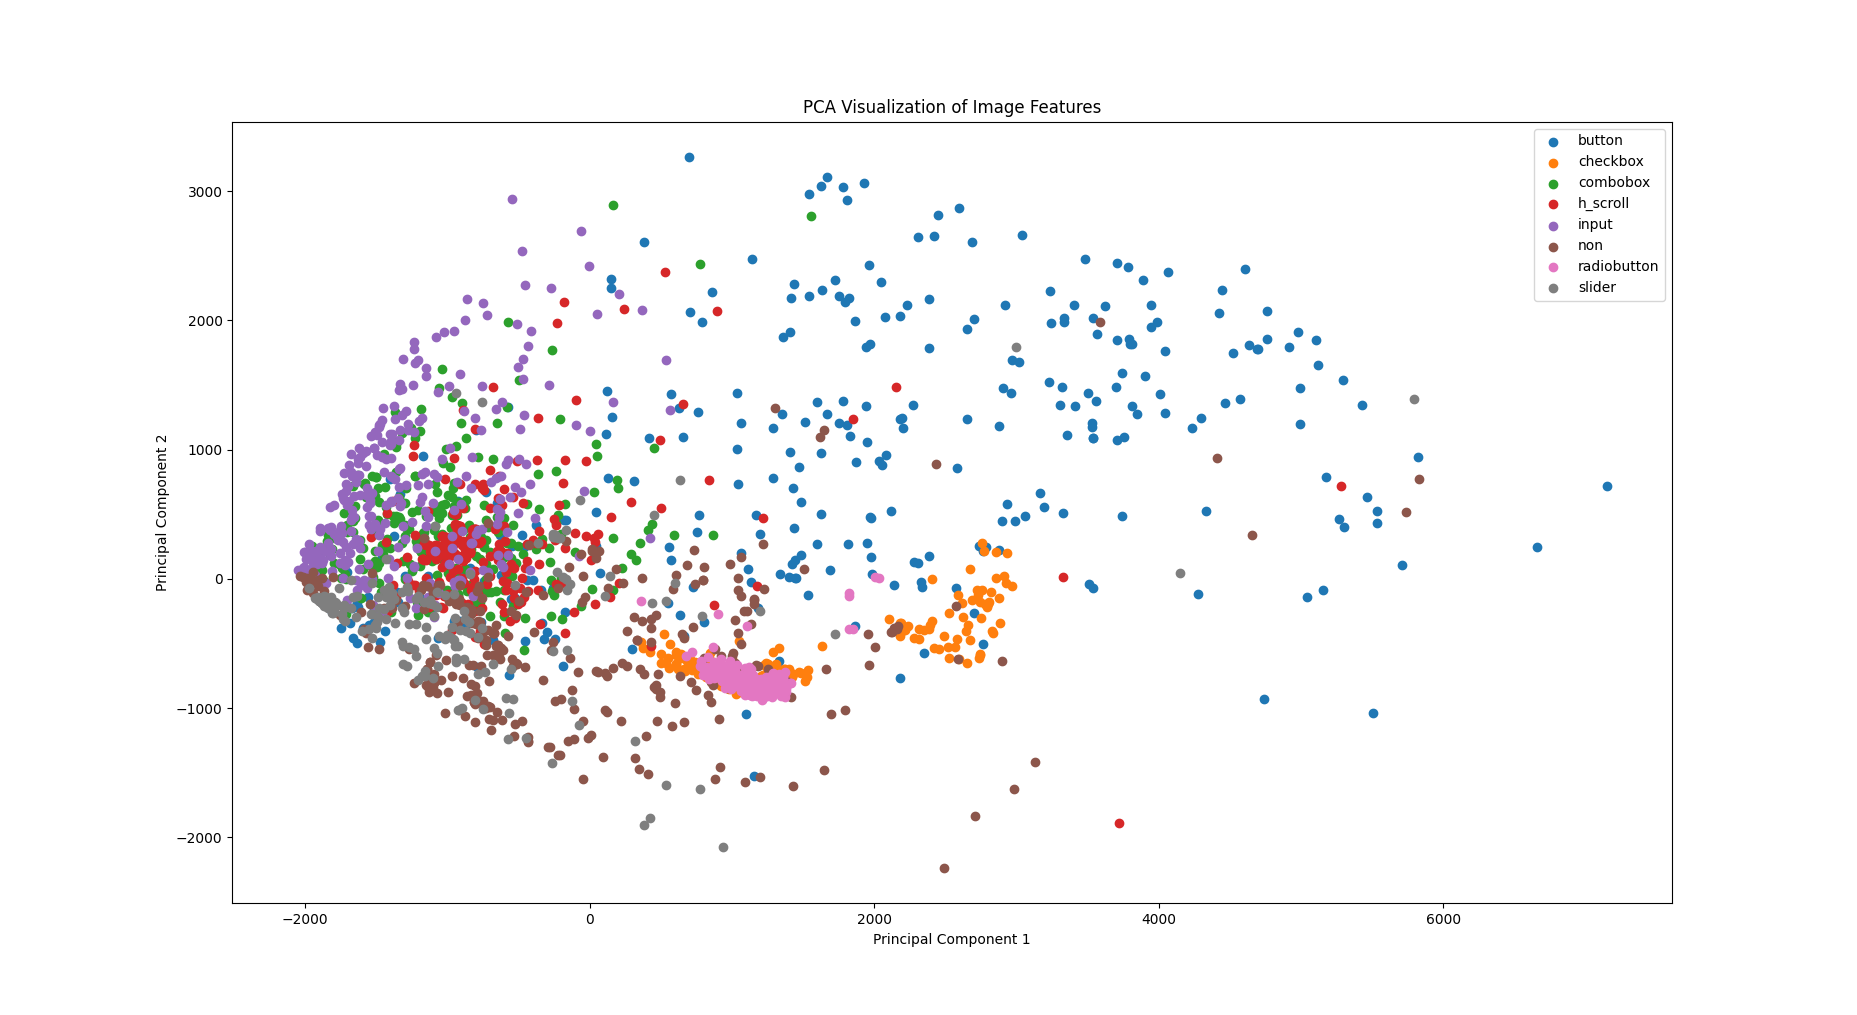 PCA Visualization of Image Features
button
checkbox
combobox
h_scroll
input
non
radiobutton
slider
3000
2000
1000
0
−1000
−2000
Principal Component 2
−2000
0
2000
4000
6000
Principal Component 1